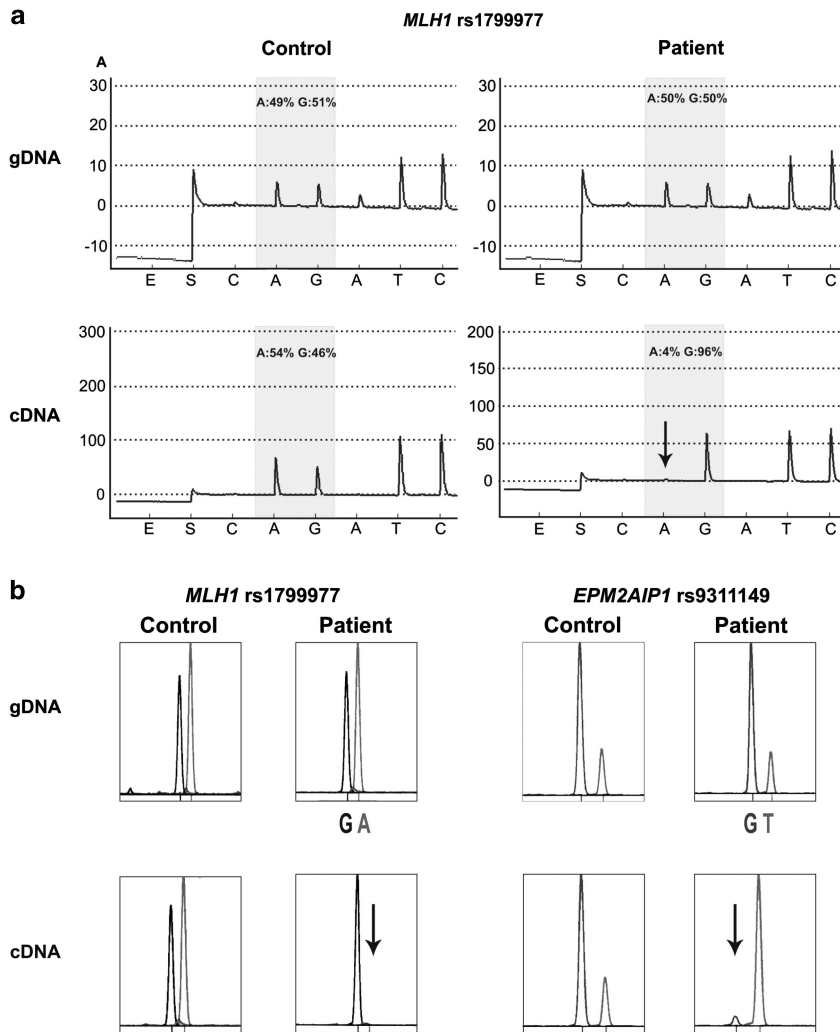 a
MLH1 rs1799977
Control Patient
A
gDNA
30
20
10
0
-10
A:49% G:51%
E S C A G A T C
30
20
10
0
-10
A:50% G:50%
E S C A G A T C
cDNA
300
200
100
0
A:54% G:46%
E S C A G A T C
200
150
100
50
0
A:4% G:96%
E S C A G A T C
b
MLH1 rs1799977 EPM2AIP1 rs9311149
Control Patient Control Patient
gDNA
G A G T
cDNA